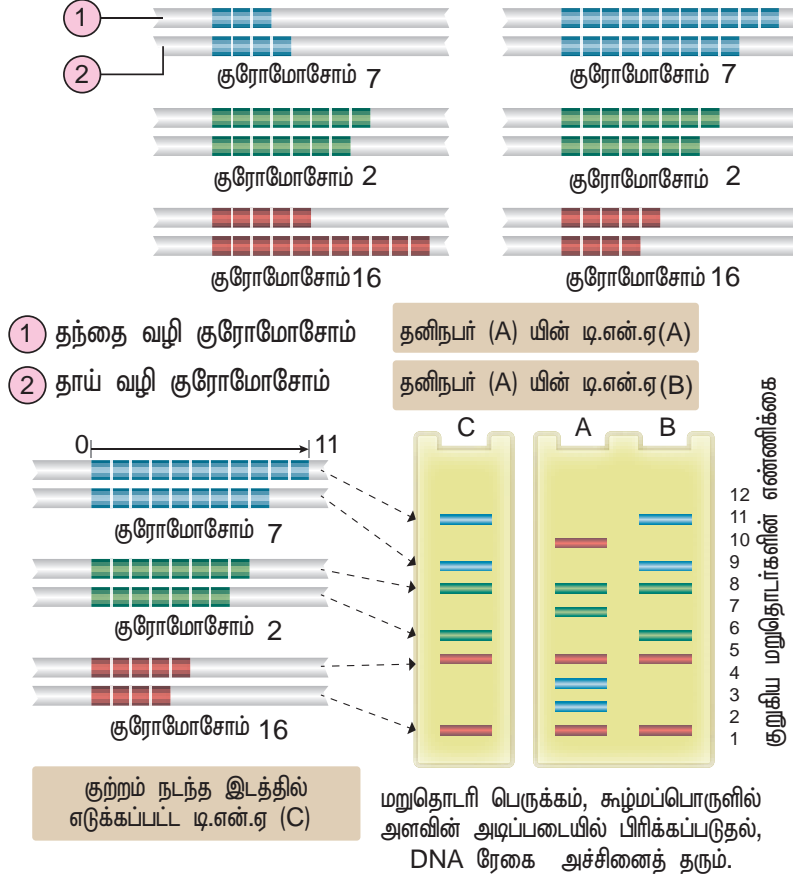 1
2
குரோமோசோம் 7
குரோமோசோம் 7
குரோமோசோம் 2
குரோமோசோம் 2
குரோமோசோம் 16
குரோமோசோம் 16
1 தந்தை வழி குரோமோசோம்
2 தாய் வழி குரோமோசோம்
தனிநபர் (A) யின் டி.என்.ஏ(A)
தனிநபர் (A) யின் டி.என்.ஏ(B)
0 11
குரோமோசோம் 7
குரோமோசோம் 2
குரோமோசோம் 16
குற்றம் நடந்த இடத்தில்
எடுக்கப்பட்ட டி.என்.ஏ (C)
C A B
12
11
10
9
8
7
6
5
4
3
2
1
குறுகிய மறுதொடர்களின் எண்ணிக்கை
மறுதொடரி பெருக்கம், கூழ்மப்பொருளில்
அளவின் அடிப்படையில் பிரிக்கப்படுதல்,
DNA ரேகை அச்சினைத் தரும்.